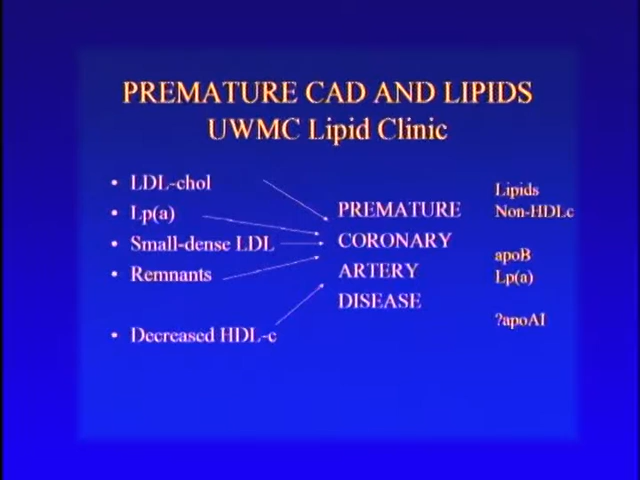 PREMATURE CAD AND LIPIDS
UWMC Lipid Clinic
• LDL-chol
• Lp(a)
• Small-dense LDL
• Remnants
• Decreased HDL-c
PREMATURE
CORONARY
ARTERY
DISEASE
Lipids
Non-HDLc
apoB
Lp(a)
?apoAI